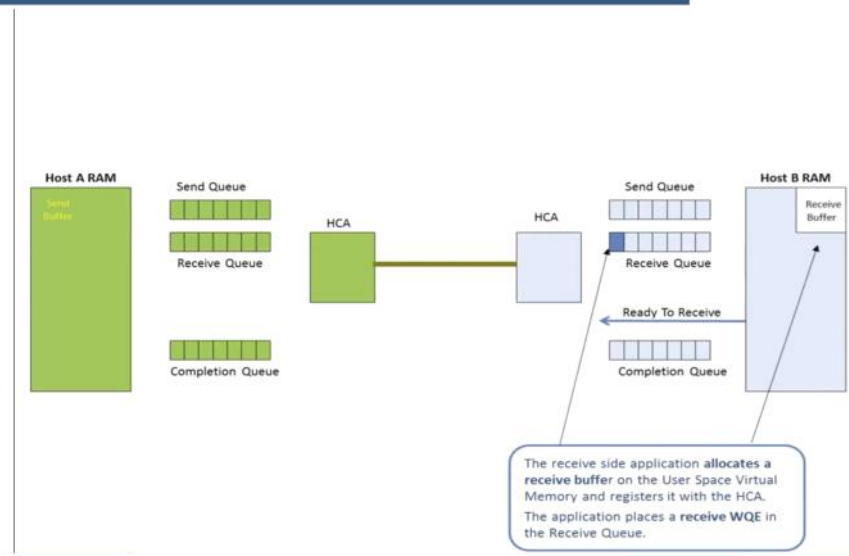 Host A RAM
Send
Buffer
Send Queue
Receive Queue
Completion Queue
HCA
HCA
Send Queue
Receive Queue
Ready To Receive
Completion Queue
Host B RAM
Receive
Buffer
The receive side application allocates a
receive buffer on the User Space Virtual
Memory and registers it with the HCA.
The application places a receive WQE in
the Receive Queue.